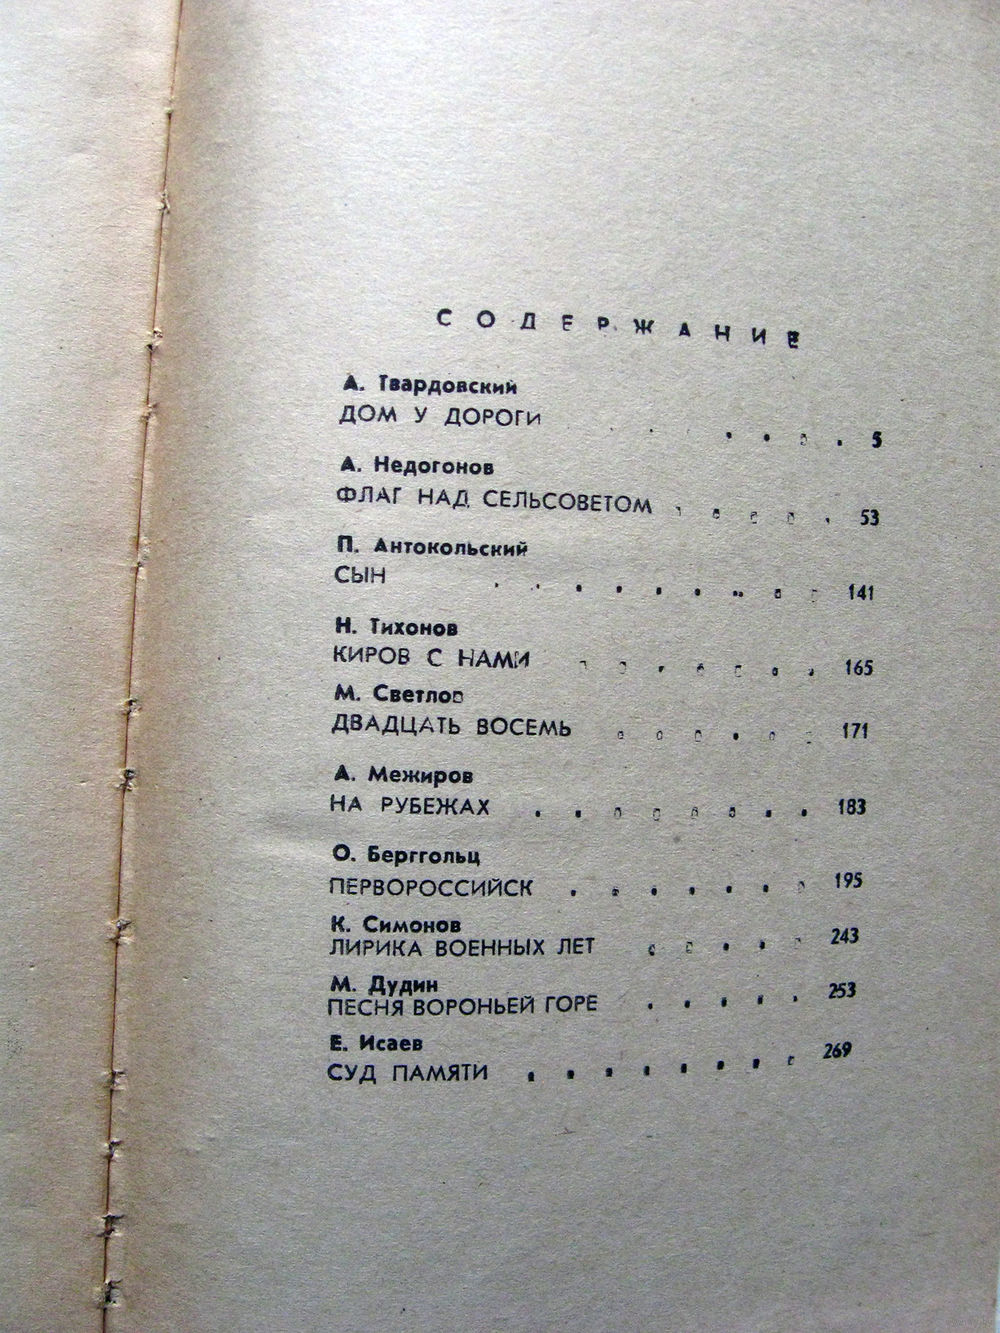 СОДЕРЖАНИЕ
А. Твардовский
ДОМ У ДОРОГИ . . . . . . . 5
А. Недогонов
ФЛАГ НАД СЕЛЬСОВЕТОМ . . . . . 53
П. Антокольский
СЫН . . . . . . . . . 141
Н. Тихонов
КИРОВ С НАМИ . . . . . . . 165
М. Светлов
ДВАДЦАТЬ ВОСЕМЬ . . . . . . 171
А. Межиров
НА РУБЕЖАХ . . . . . . . . 183
О. Берггольц
ПЕРВОРОССИЙСК . . . . . . . 195
К. Симонов
ЛИРИКА ВОЕННЫХ ЛЕТ . . . . . 243
М. Дудин
ПЕСНЯ ВОРОНЬЕЙ ГОРЕ . . . . . 253
Е. Исаев
СУД ПАМЯТИ . . . . . . . . 269